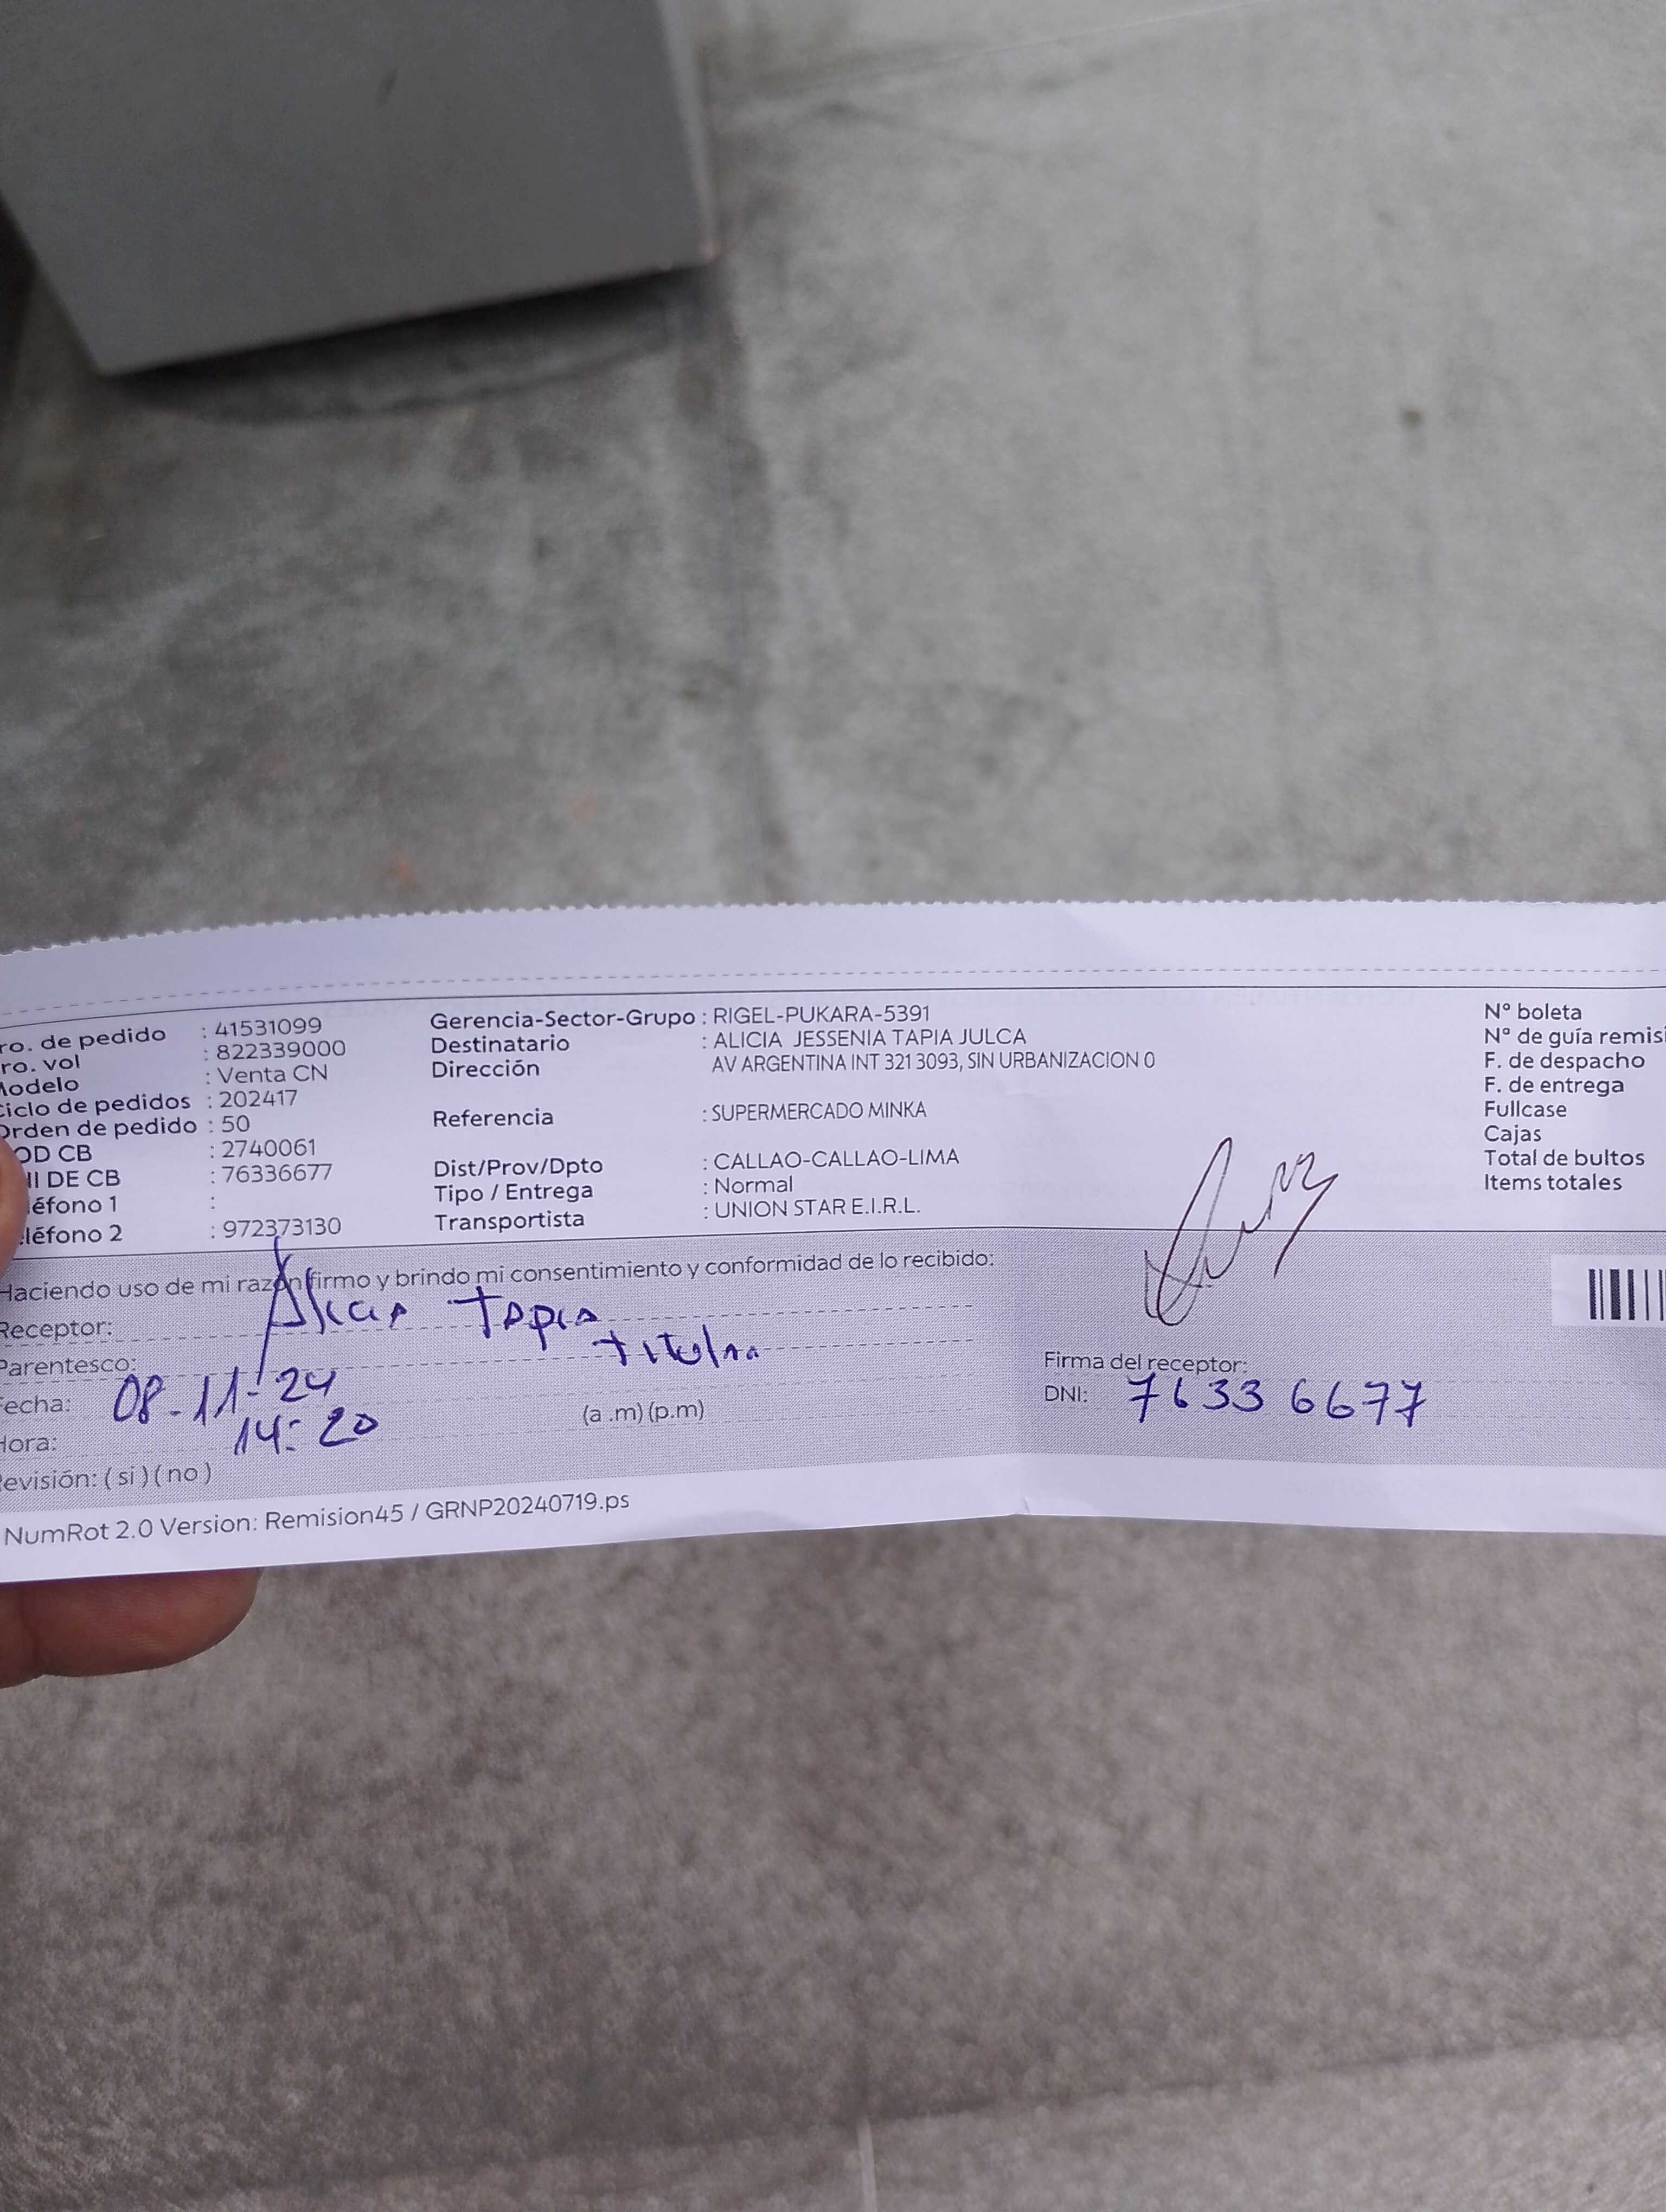 ro. de pedido : 41531099
ro. vol : 822339000
Modelo : Venta CN
Ciclo de pedidos : 202417
Orden de pedido : 50
OD CB : 2740061
NI DE CB : 76336677
léfono 1 :
léfono 2 : 972373130
Gerencia-Sector-Grupo : RIGEL-PUKARA-5391
Destinatario : ALICIA JESSENIA TAPIA JULCA
Dirección AV ARGENTINA INT 321 3093, SIN URBANIZACION 0
Referencia : SUPERMERCADO MINKA
Dist/Prov/Dpto : CALLAO-CALLAO-LIMA
Tipo / Entrega : Normal
Transportista : UNION STAR E.I.R.L.
Nº boleta
Nº de guía remisi
F. de despacho
F. de entrega
Fullcase
Cajas
Total de bultos
Items totales
Haciendo uso de mi razón firmo y brindo mi consentimiento y conformidad de lo recibido:
Receptor: Alicia Tapia
Parentesco: titular
echa: 08-11-24
Hora: 14:20 (a .m) (p.m)
evisión: ( si ) ( no )
Firma del receptor:
DNI: 76336677
NumRot 2.0 Version: Remision45 / GRNP20240719.ps